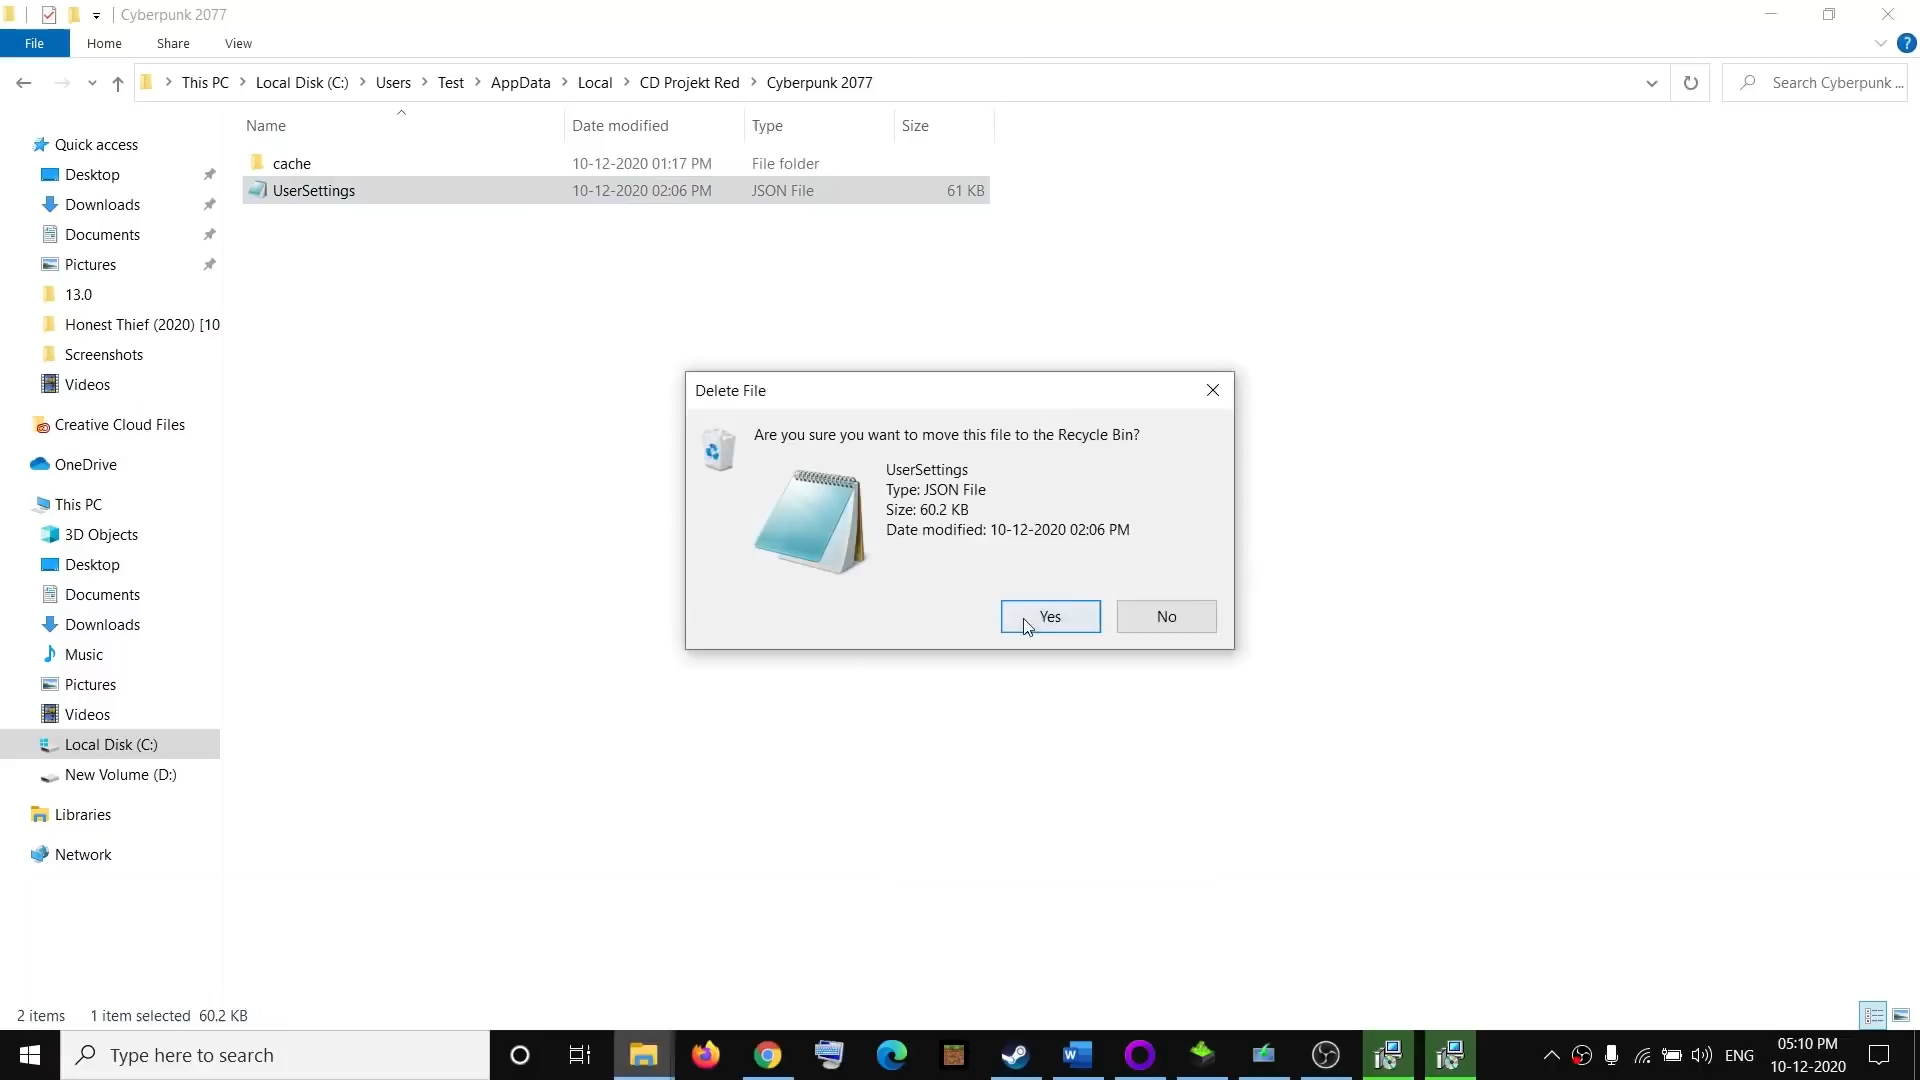 Cyberpunk 2077
File
Home
Share
View
This PC
Local Disk (C:)
Users
Test
AppData
Local
CD Projekt Red
Cyberpunk 2077
Search Cyberpunk ...
Name
Date modified
Type
Size
cache
10-12-2020 01:17 PM
File folder
UserSettings
10-12-2020 02:06 PM
JSON File
61 KB
Quick access
Desktop
Downloads
Documents
Pictures
13.0
Honest Thief (2020) [10
Screenshots
Videos
Creative Cloud Files
OneDrive
This PC
3D Objects
Desktop
Documents
Downloads
Music
Pictures
Videos
Local Disk (C:)
New Volume (D:)
Libraries
Network
Delete File
Are you sure you want to move this file to the Recycle Bin?
UserSettings
Type: JSON File
Size: 60.2 KB
Date modified: 10-12-2020 02:06 PM
Yes
No
2 items
1 item selected 60.2 KB
Type here to search
ENG
05:10 PM
10-12-2020